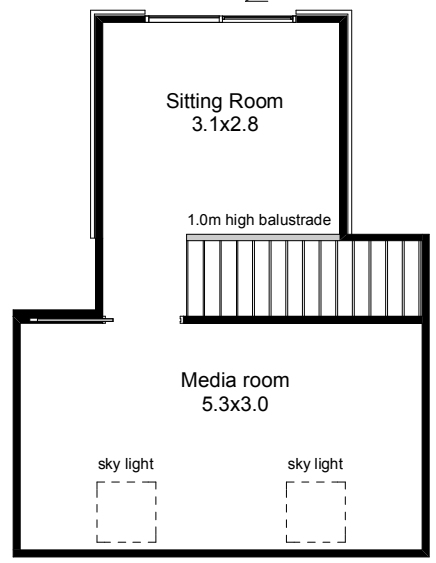 Sitting Room
3.1x2.8
1.0m high balustrade
Media room
5.3x3.0
sky light
sky light